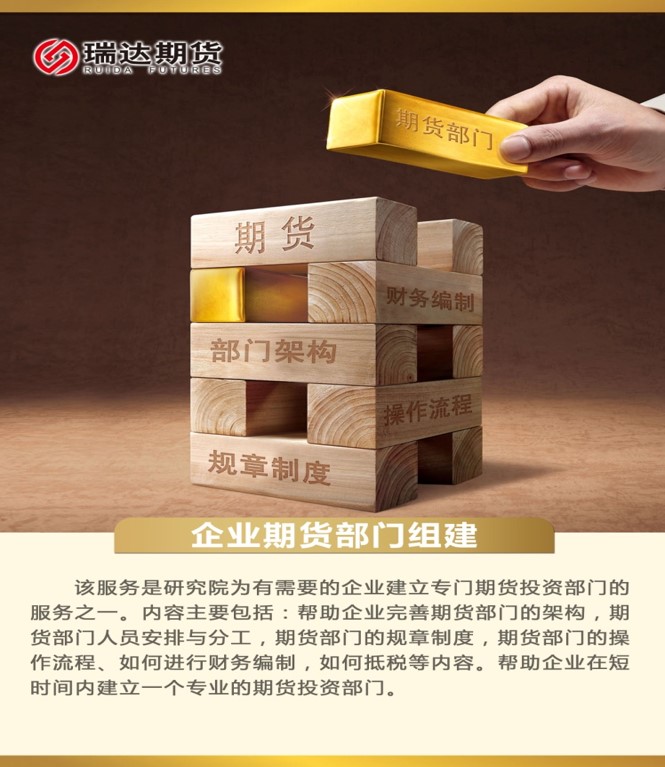 瑞达期货
RUIDA FUTURES
期货部门
期货
财务编制
部门架构
操作流程
规章制度
企业期货部门组建
该服务是研究院为有需要的企业建立专门期货投资部门的
服务之一。内容主要包括：帮助企业完善期货部门的架构，期
货部门人员安排与分工，期货部门的规章制度，期货部门的操
作流程、如何进行财务编制，如何抵税等内容。帮助企业在短
时间内建立一个专业的期货投资部门。